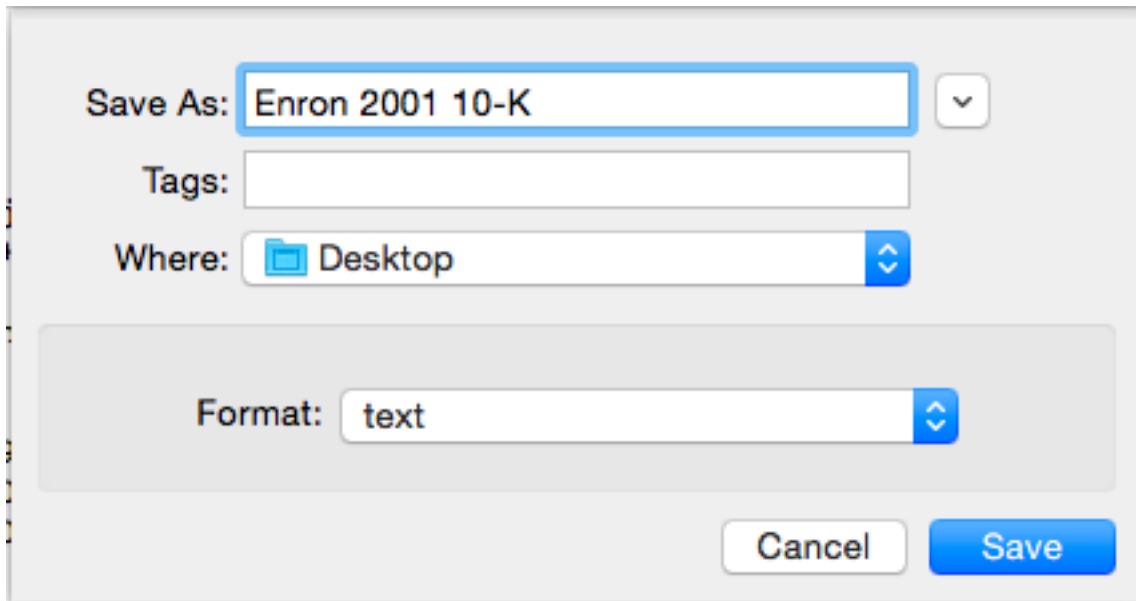 Save As: Enron 2001 10-K
Tags:
Where: Desktop
Format: text
Cancel Save